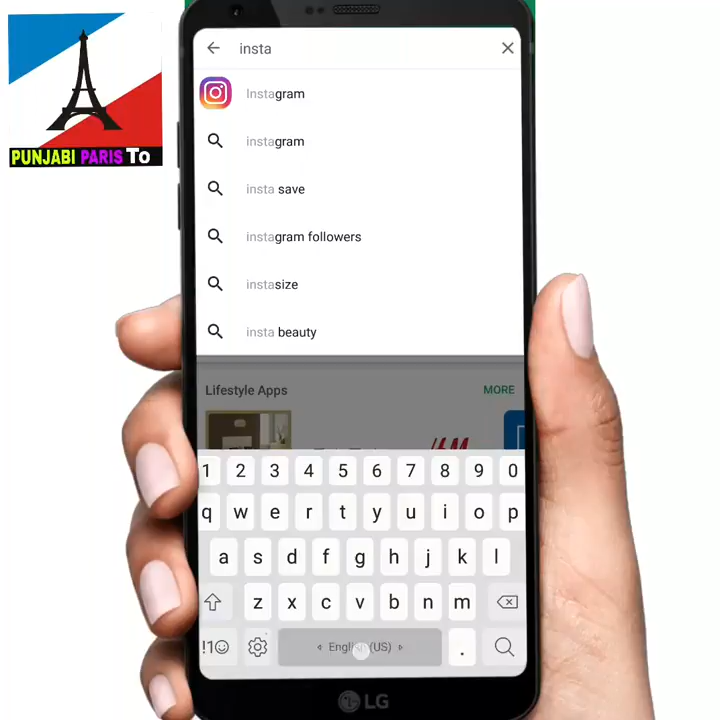 PUNJABI PARIS To
insta
Instagram
instagram
insta save
instagram followers
instasize
insta beauty
Lifestyle Apps
MORE
1 2 3 4 5 6 7 8 9 0
q w e r t y u i o p
a s d f g h j k l
z x c v b n m
!1☺ English (US) .
LG